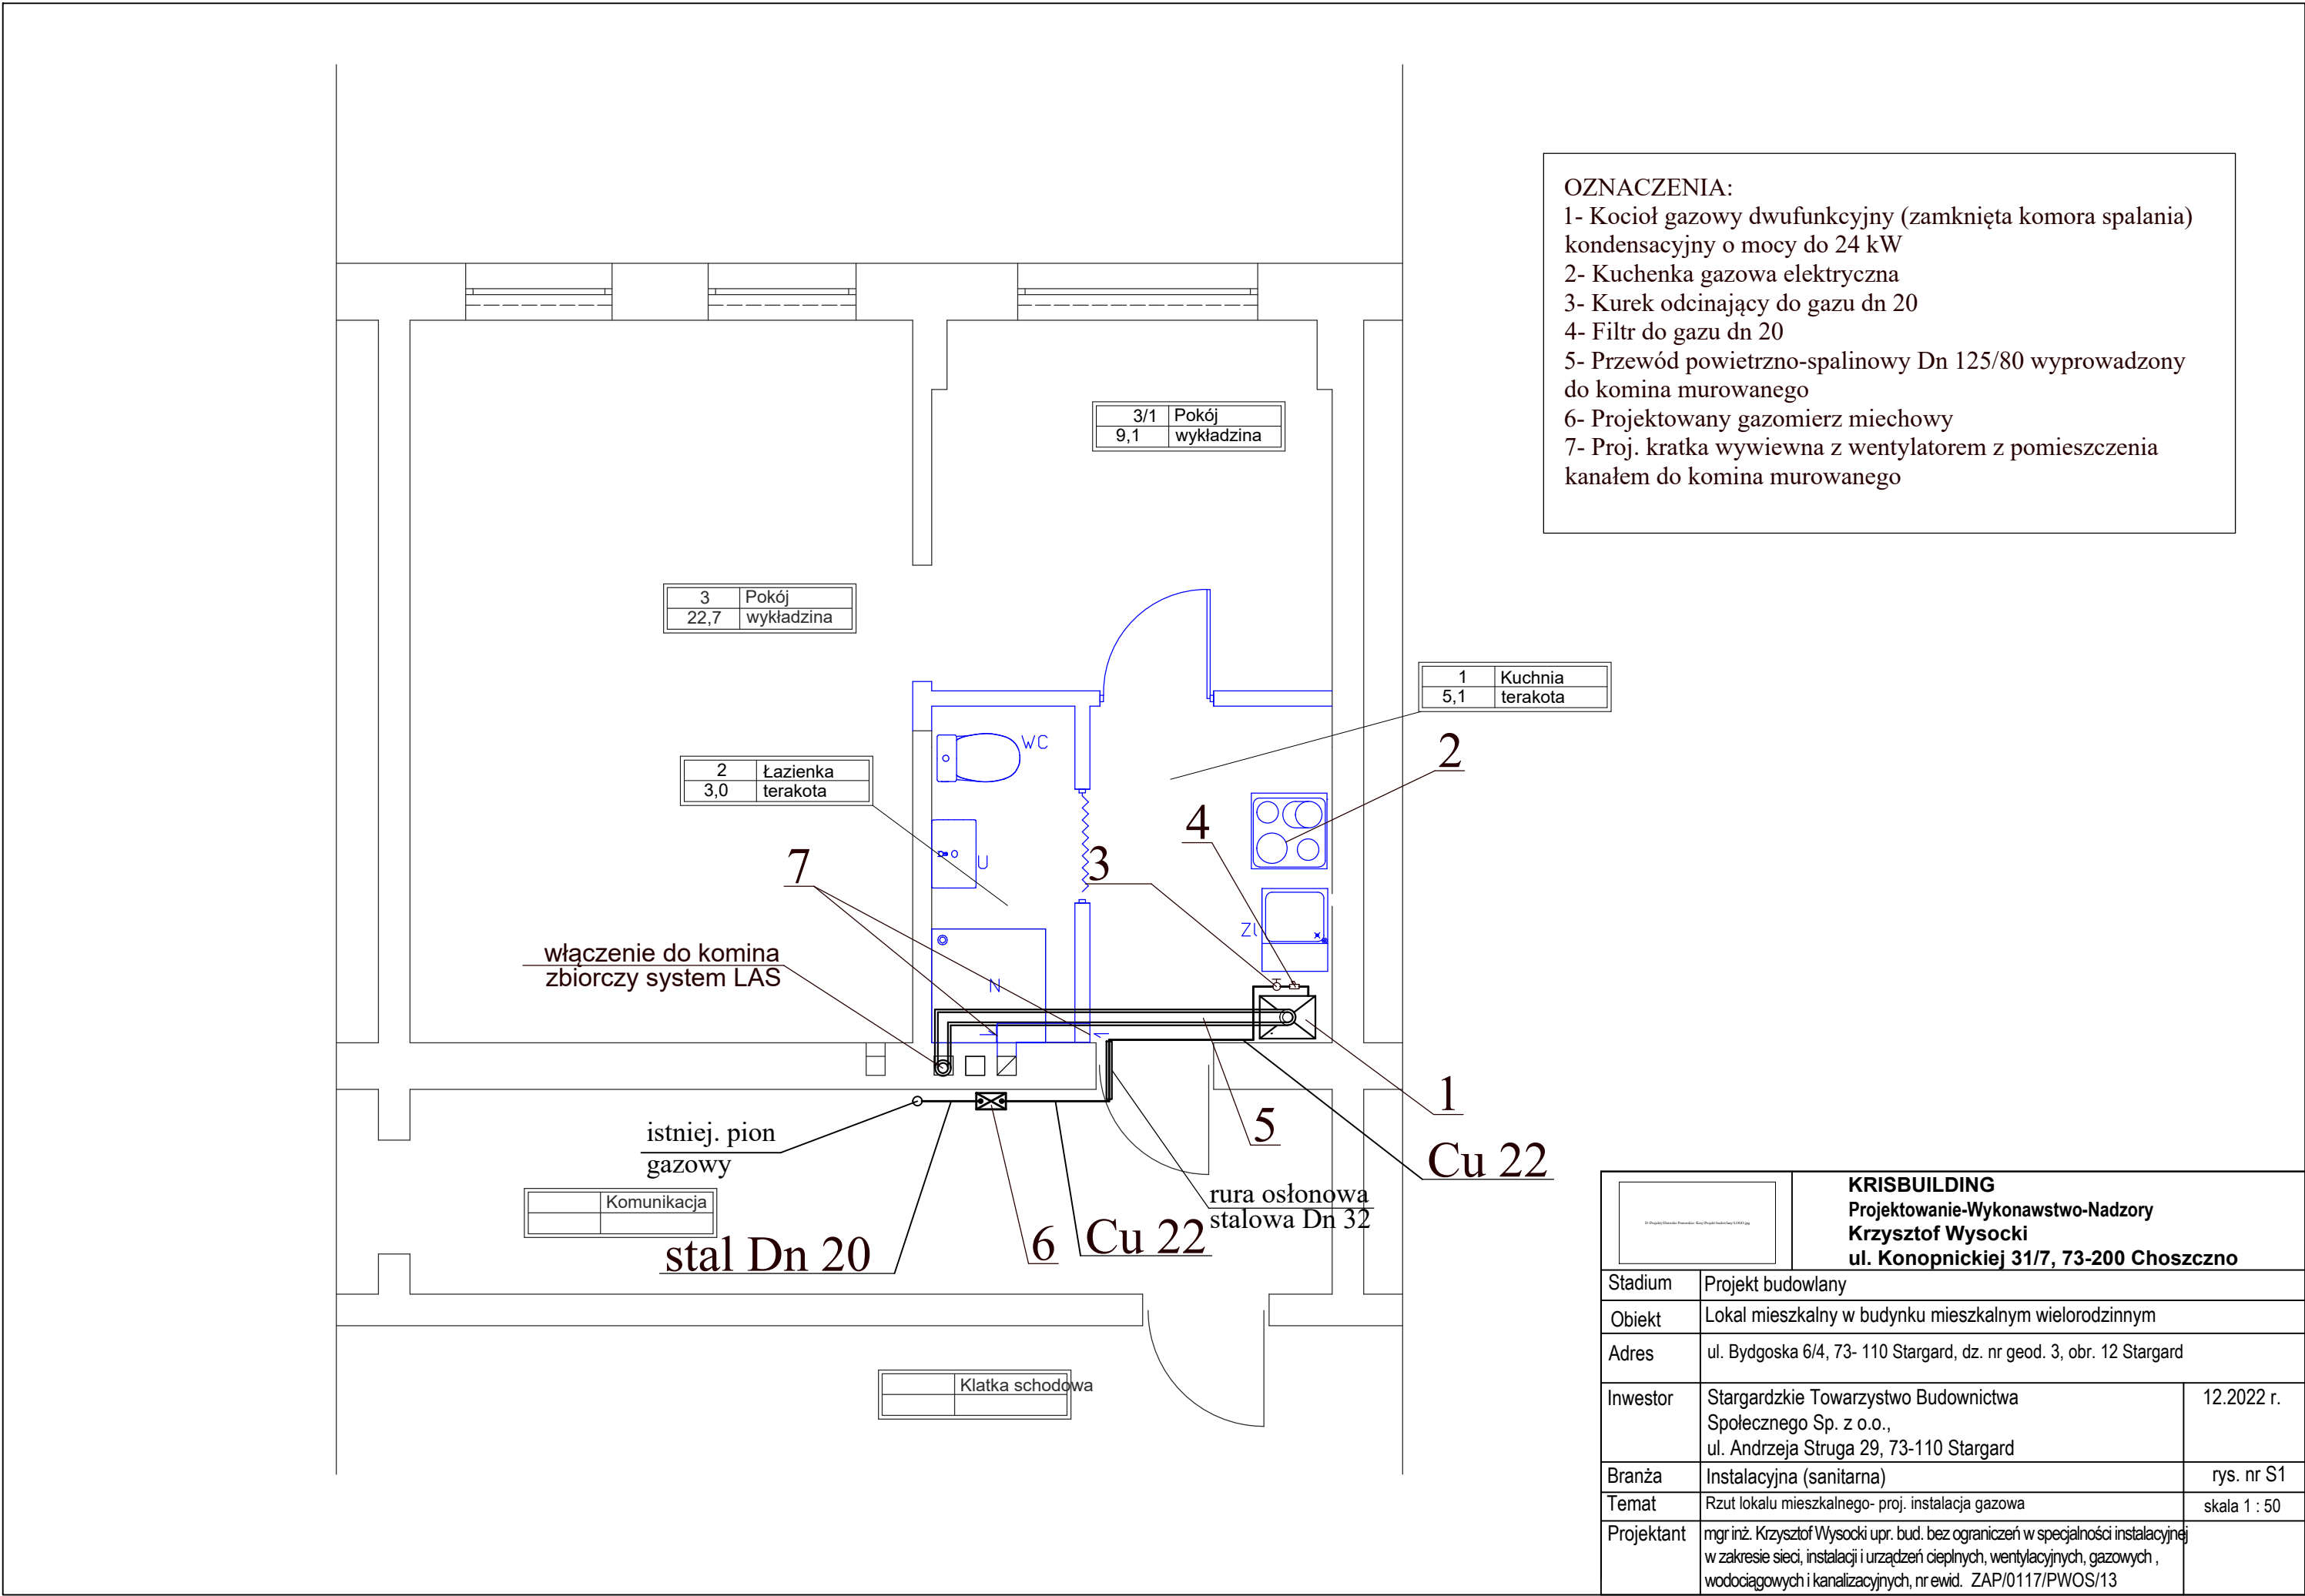 OZNACZENIA:
1- Kocioł gazowy dwufunkcyjny (zamknięta komora spalania)
kondensacyjny o mocy do 24 kW
2- Kuchenka gazowa elektryczna
3- Kurek odcinający do gazu dn 20
4- Filtr do gazu dn 20
5- Przewód powietrzno-spalinowy Dn 125/80 wyprowadzony
do komina murowanego
6- Projektowany gazomierz miechowy
7- Proj. kratka wywiewna z wentylatorem z pomieszczenia
kanałem do komina murowanego
3/1 Pokój
9,1 wykładzina
3 Pokój
22,7 wykładzina
1 Kuchnia
5,1 terakota
2 Łazienka
3,0 terakota
WC
U
N
Zl
2
4
3
7
włączenie do komina
zbiorczy system LAS
1
5
Cu 22
istniej. pion
gazowy
Komunikacja
rura osłonowa
stalowa Dn 32
stal Dn 20
6
Cu 22
Klatka schodowa
KRISBUILDING
Projektowanie-Wykonawstwo-Nadzory
Krzysztof Wysocki
ul. Konopnickiej 31/7, 73-200 Choszczno
Stadium Projekt budowlany
Obiekt Lokal mieszkalny w budynku mieszkalnym wielorodzinnym
Adres ul. Bydgoska 6/4, 73- 110 Stargard, dz. nr geod. 3, obr. 12 Stargard
Inwestor Stargardzkie Towarzystwo Budownictwa 12.2022 r.
Społecznego Sp. z o.o.,
ul. Andrzeja Struga 29, 73-110 Stargard
Branża Instalacyjna (sanitarna) rys. nr S1
Temat Rzut lokalu mieszkalnego- proj. instalacja gazowa skala 1 : 50
Projektant mgr inż. Krzysztof Wysocki upr. bud. bez ograniczeń w specjalności instalacyjnej
w zakresie sieci, instalacji i urządzeń cieplnych, wentylacyjnych, gazowych ,
wodociągowych i kanalizacyjnych, nr ewid. ZAP/0117/PWOS/13